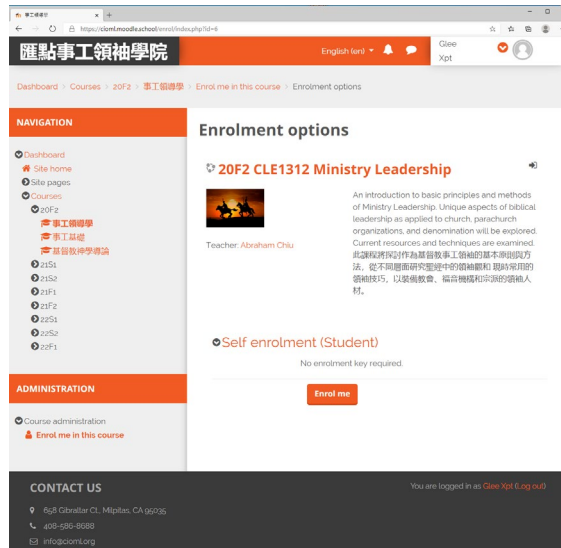 事工領導學
https://cioml.moodle.school/enrol/index.php?id=6
匯點事工領袖學院
English (en)
Glee
Xpt
Dashboard > Courses > 20F2 > 事工領導學 > Enrol me in this course > Enrolment options
NAVIGATION
Dashboard
Site home
Site pages
Courses
20F2
事工領導學
事工基礎
基督教神學導論
21S1
21S2
21F1
21F2
22S1
22S2
22F1
ADMINISTRATION
Course administration
Enrol me in this course
Enrolment options
20F2 CLE1312 Ministry Leadership
Teacher: Abraham Chiu
An introduction to basic principles and methods
of Ministry Leadership. Unique aspects of biblical
leadership as applied to church, parachurch
organizations, and denomination will be explored.
Current resources and techniques are examined.
此課程將探討作為基督教事工領袖的基本原則與方
法，從不同層面研究聖經中的領袖觀和 現時常用的
領袖技巧，以裝備教會，福音機構和宗派的領袖人
材。
Self enrolment (Student)
No enrolment key required.
Enrol me
CONTACT US
658 Gibraltar Ct., Milpitas, CA 95035
408-586-8688
info@cioml.org
You are logged in as Glee Xpt (Log out)